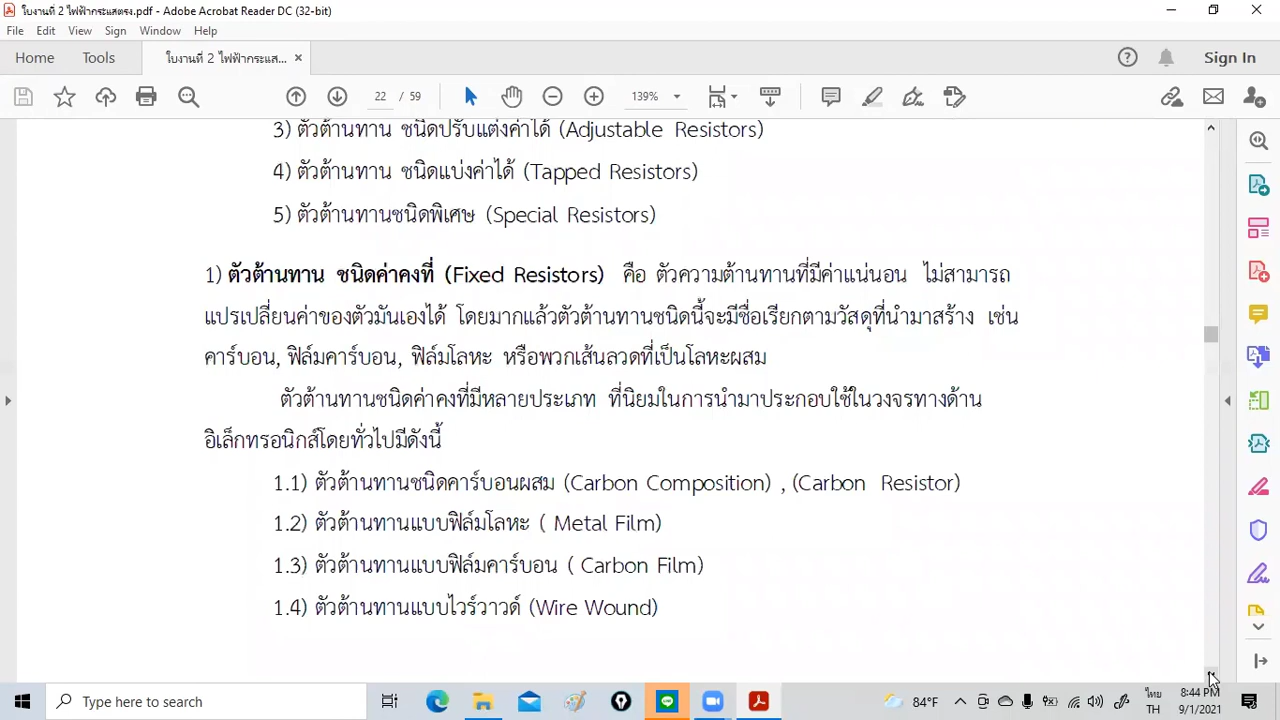 ใบงานที่ 2 ไฟฟ้ากระแสตรง.pdf - Adobe Acrobat Reader DC (32-bit)
File Edit View Sign Window Help
Home Tools ใบงานที่ 2 ไฟฟ้ากระแส... × Sign In
22 / 59 139%
3) ตัวต้านทาน ชนิดปรับแต่งค่าได้ (Adjustable Resistors)
4) ตัวต้านทาน ชนิดแบ่งค่าได้ (Tapped Resistors)
5) ตัวต้านทานชนิดพิเศษ (Special Resistors)
1) ตัวต้านทาน ชนิดค่าคงที่ (Fixed Resistors) คือ ตัวความต้านทานที่มีค่าแน่นอน ไม่สามารถ
แปรเปลี่ยนค่าของตัวมันเองได้ โดยมากแล้วตัวต้านทานชนิดนี้จะมีชื่อเรียกตามวัสดุที่นำมาสร้าง เช่น
คาร์บอน, ฟิล์มคาร์บอน, ฟิล์มโลหะ หรือพวกเส้นลวดที่เป็นโลหะผสม
ตัวต้านทานชนิดค่าคงที่มีหลายประเภท ที่นิยมในการนำมาประกอบใช้ในวงจรทางด้าน
อิเล็กทรอนิกส์โดยทั่วไปมีดังนี้
1.1) ตัวต้านทานชนิดคาร์บอนผสม (Carbon Composition) , (Carbon Resistor)
1.2) ตัวต้านทานแบบฟิล์มโลหะ ( Metal Film)
1.3) ตัวต้านทานแบบฟิล์มคาร์บอน ( Carbon Film)
1.4) ตัวต้านทานแบบไวร์วาวด์ (Wire Wound)
Type here to search 84°F ไทย 8:44 PM
TH 9/1/2021